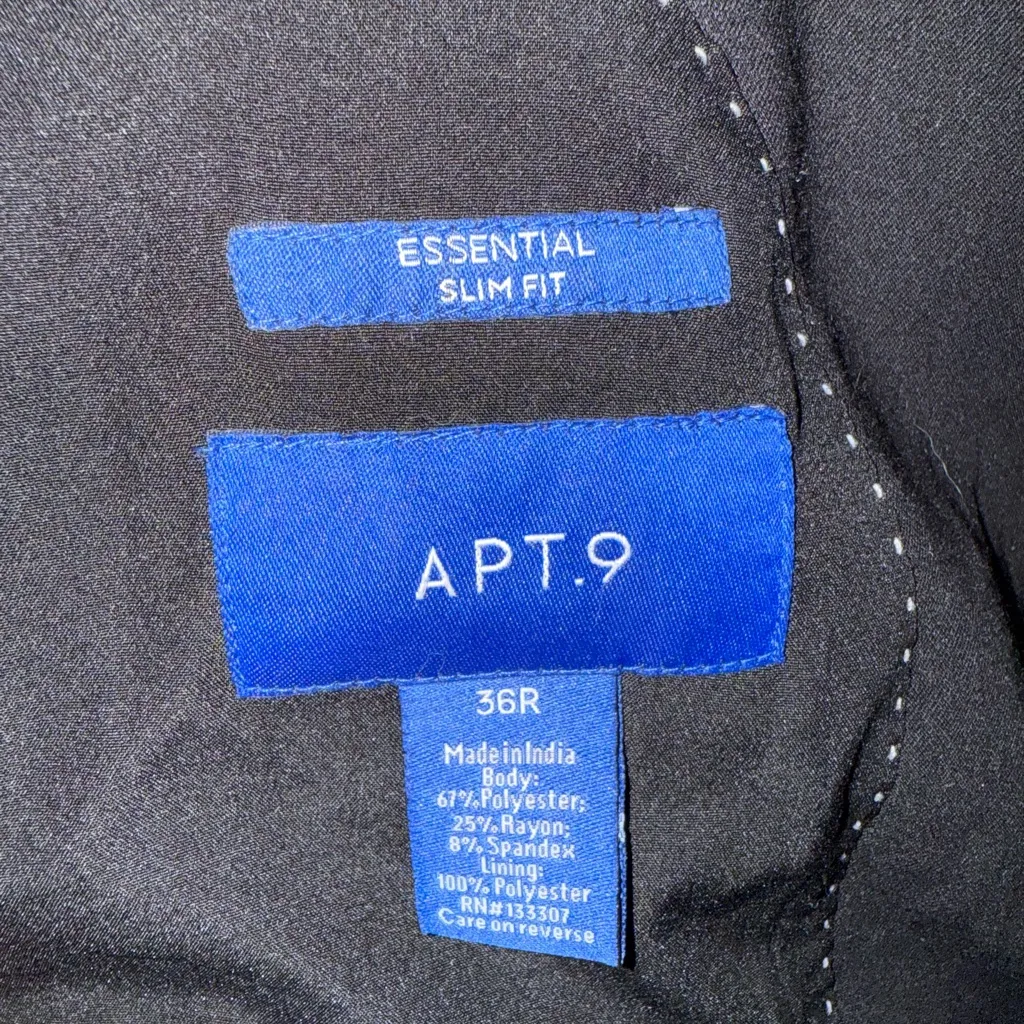 ESSENTIAL
SLIM FIT
APT.9
36R
Made in India
Body:
67% Polyester;
25% Rayon;
8% Spandex
Lining:
100% Polyester
RN# 133307
Care on reverse